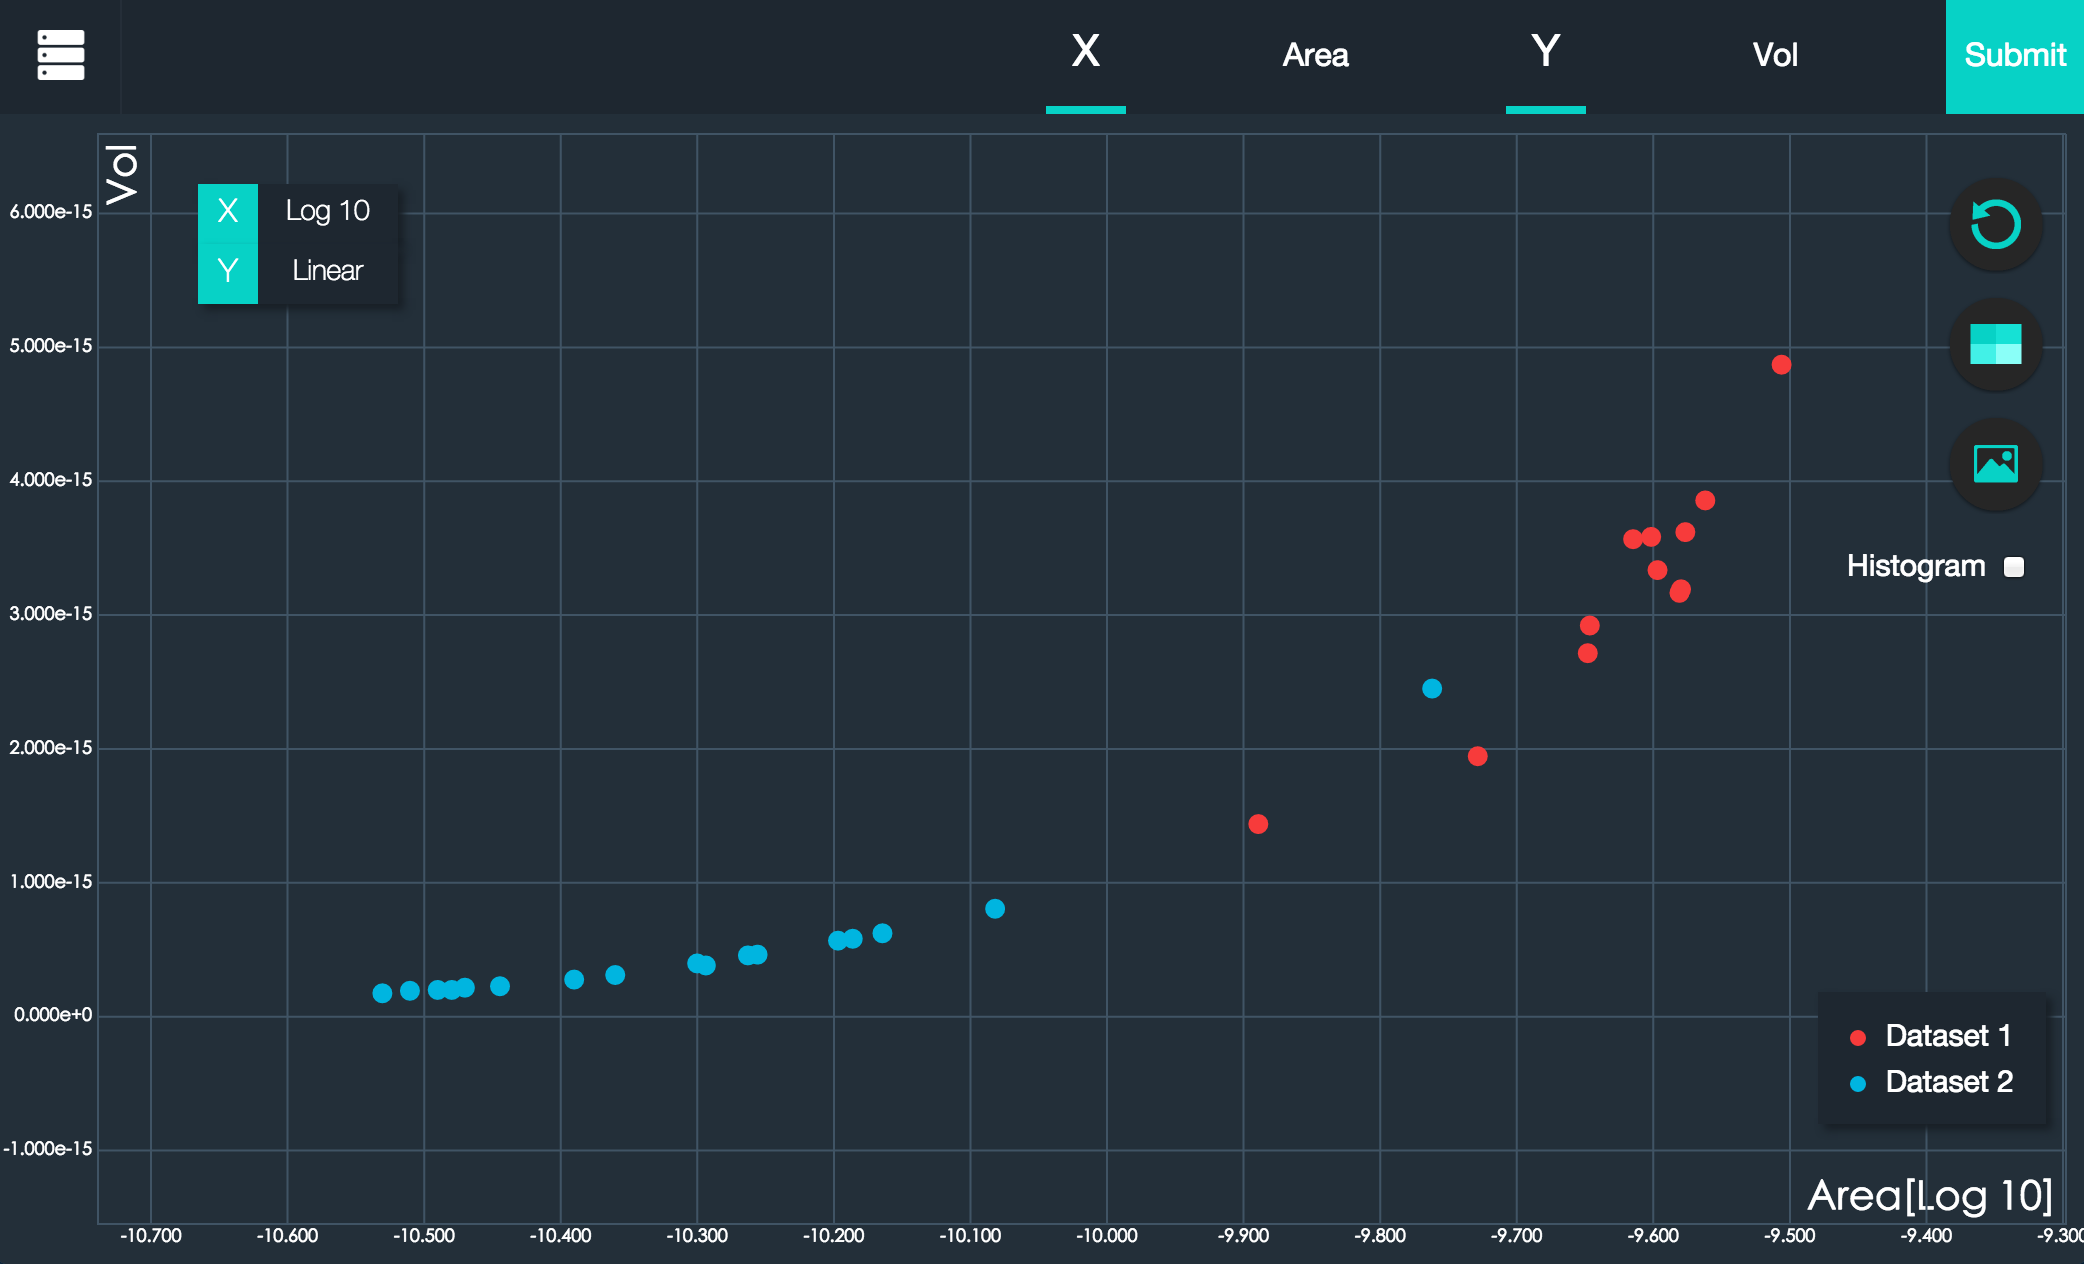 X Area Y Vol Submit
Vol
X Log 10
Y Linear
6.000e-15
5.000e-15
4.000e-15
3.000e-15
2.000e-15
1.000e-15
0.000e+0
-1.000e-15
Histogram
Dataset 1
Dataset 2
Area[Log 10]
-10.700 -10.600 -10.500 -10.400 -10.300 -10.200 -10.100 -10.000 -9.900 -9.800 -9.700 -9.600 -9.500 -9.400 -9.300